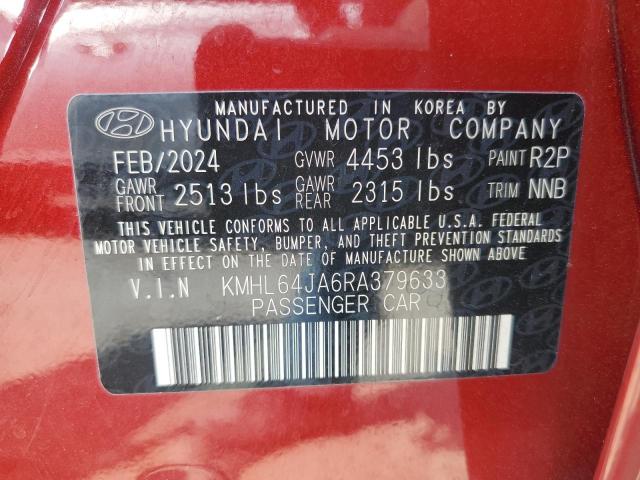 MANUFACTURED IN KOREA BY
HYUNDAI MOTOR COMPANY
FEB/2024 GVWR 4453 lbs PAINT R2P
GAWR FRONT 2513 lbs GAWR REAR 2315 lbs TRIM NNB
THIS VEHICLE CONFORMS TO ALL APPLICABLE U.S.A. FEDERAL
MOTOR VEHICLE SAFETY, BUMPER, AND THEFT PREVENTION
STANDARDS IN EFFECT ON THE DATE OF MANUFACTURE SHOWN ABOVE
V.I.N KMHL64JA6RA379633
PASSENGER CAR